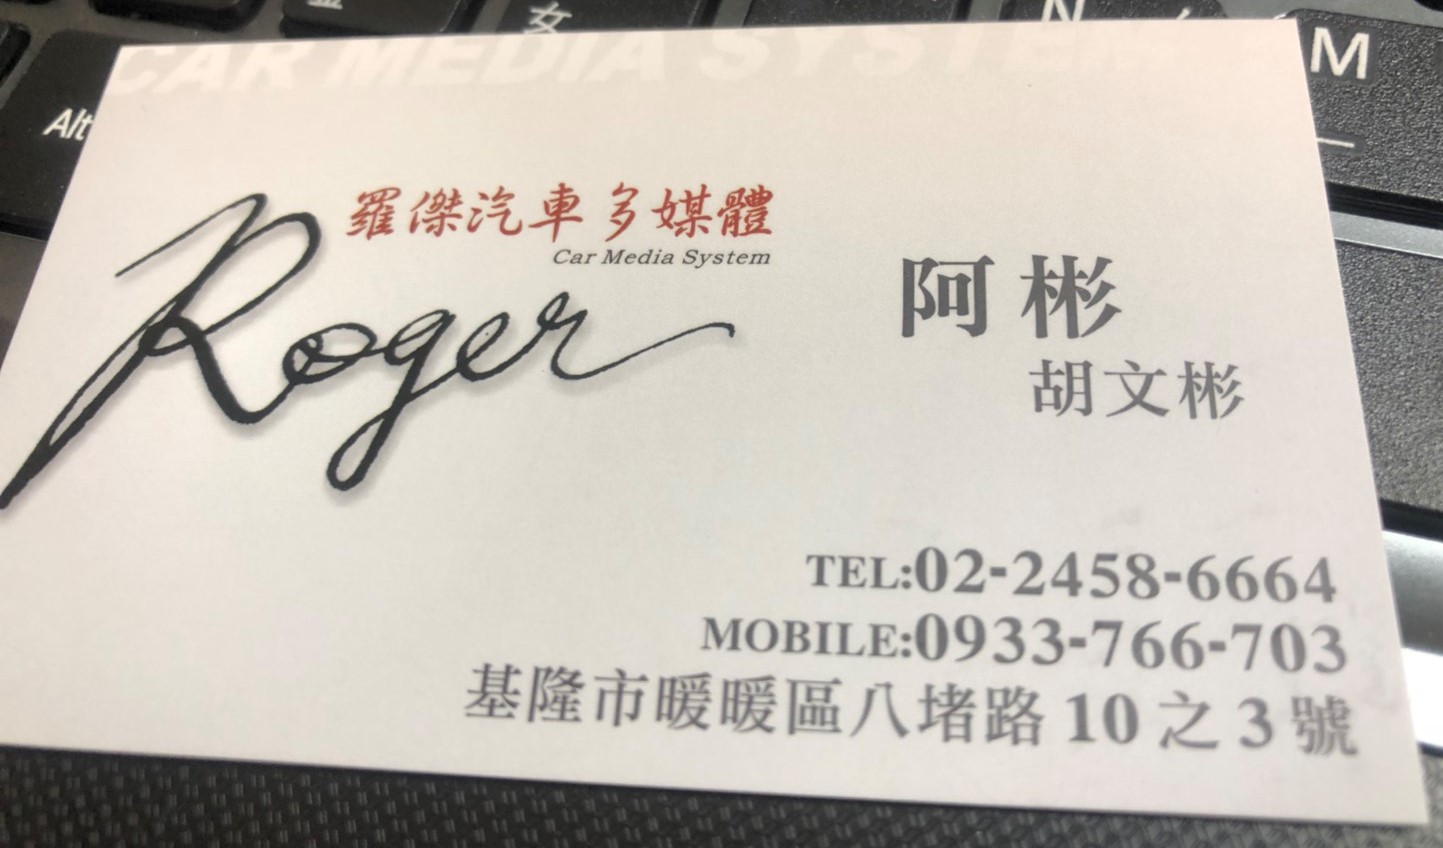 女
N
M
Alt
CAR MEDIA SYSTEM
羅傑汽車多媒體
Car Media System
Roger
阿彬
胡文彬
TEL:02-2458-6664
MOBILE:0933-766-703
基隆市暖暖區八堵路10之3號